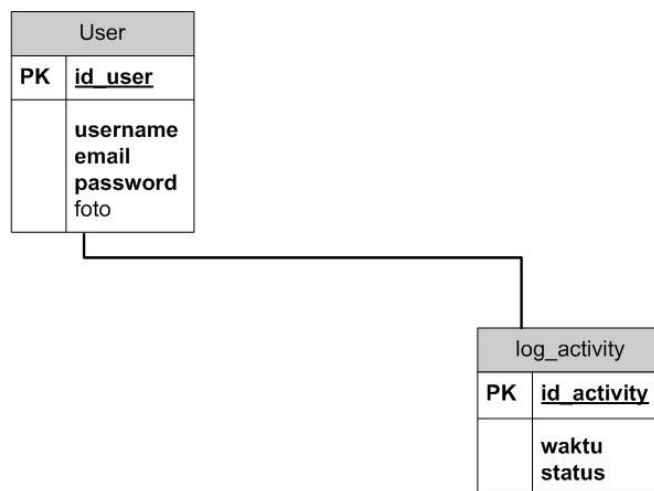 User
PK id_user
username
email
password
foto
log_activity
PK id_activity
waktu
status